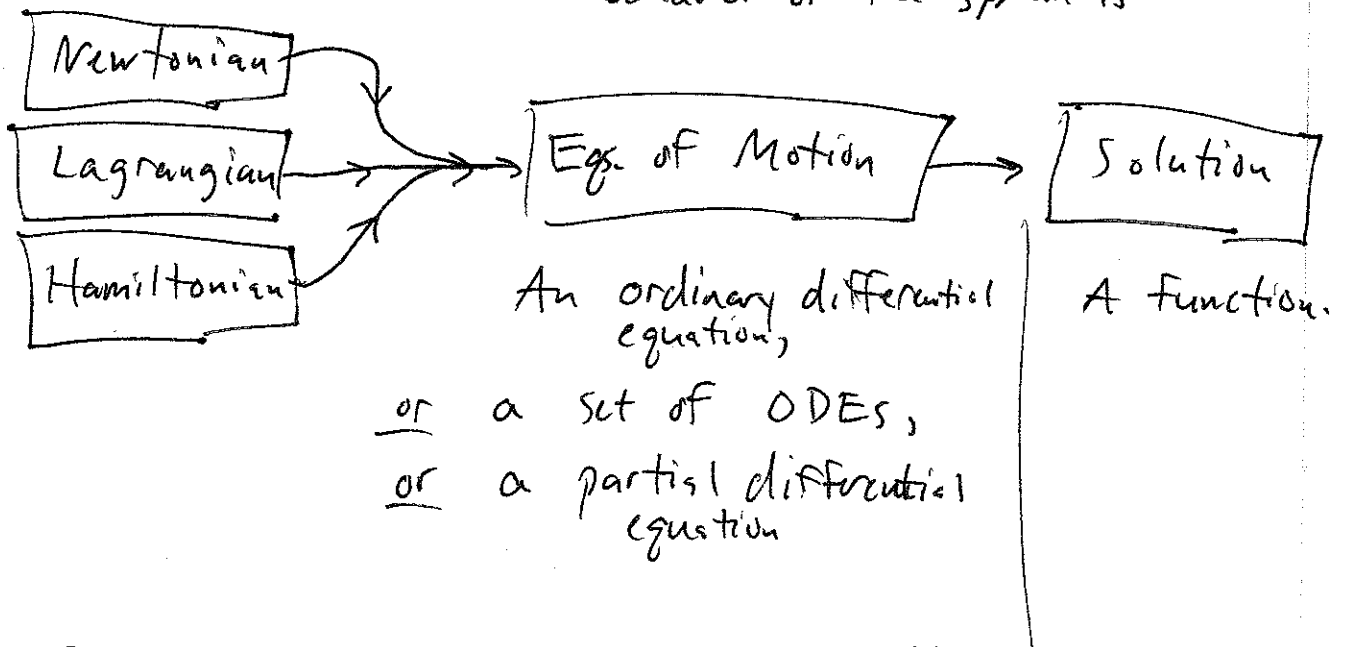 Newtonian
Lagrangian
Hamiltonian
Eqs. of Motion
Solution
An ordinary differential
equation,
or a set of ODEs,
or a partial differential
equation
A function.